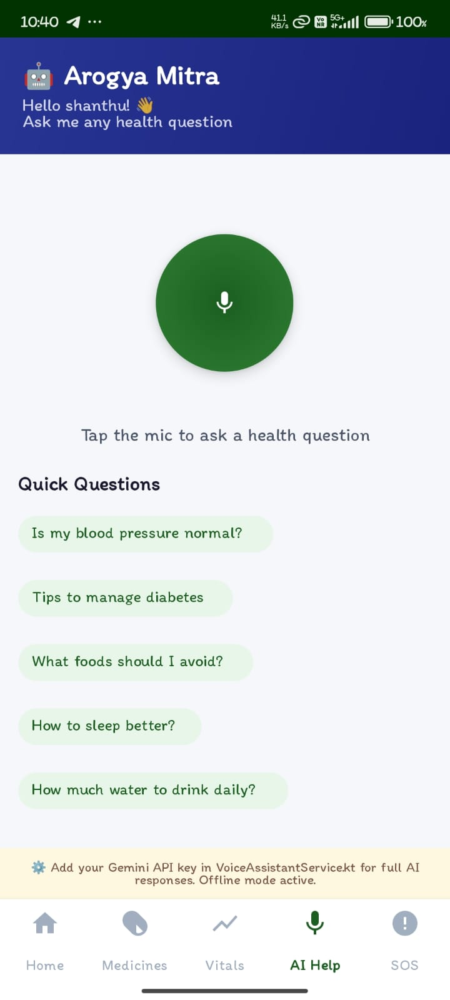 10:40
41.1
KB/s
Vo
NR
5G+
100%
Arogya Mitra
Hello shanthu! 👋
Ask me any health question
Tap the mic to ask a health question
Quick Questions
Is my blood pressure normal?
Tips to manage diabetes
What foods should I avoid?
How to sleep better?
How much water to drink daily?
⚙️ Add your Gemini API key in VoiceAssistantService.kt for full AI
responses. Offline mode active.
Home
Medicines
Vitals
AI Help
SOS